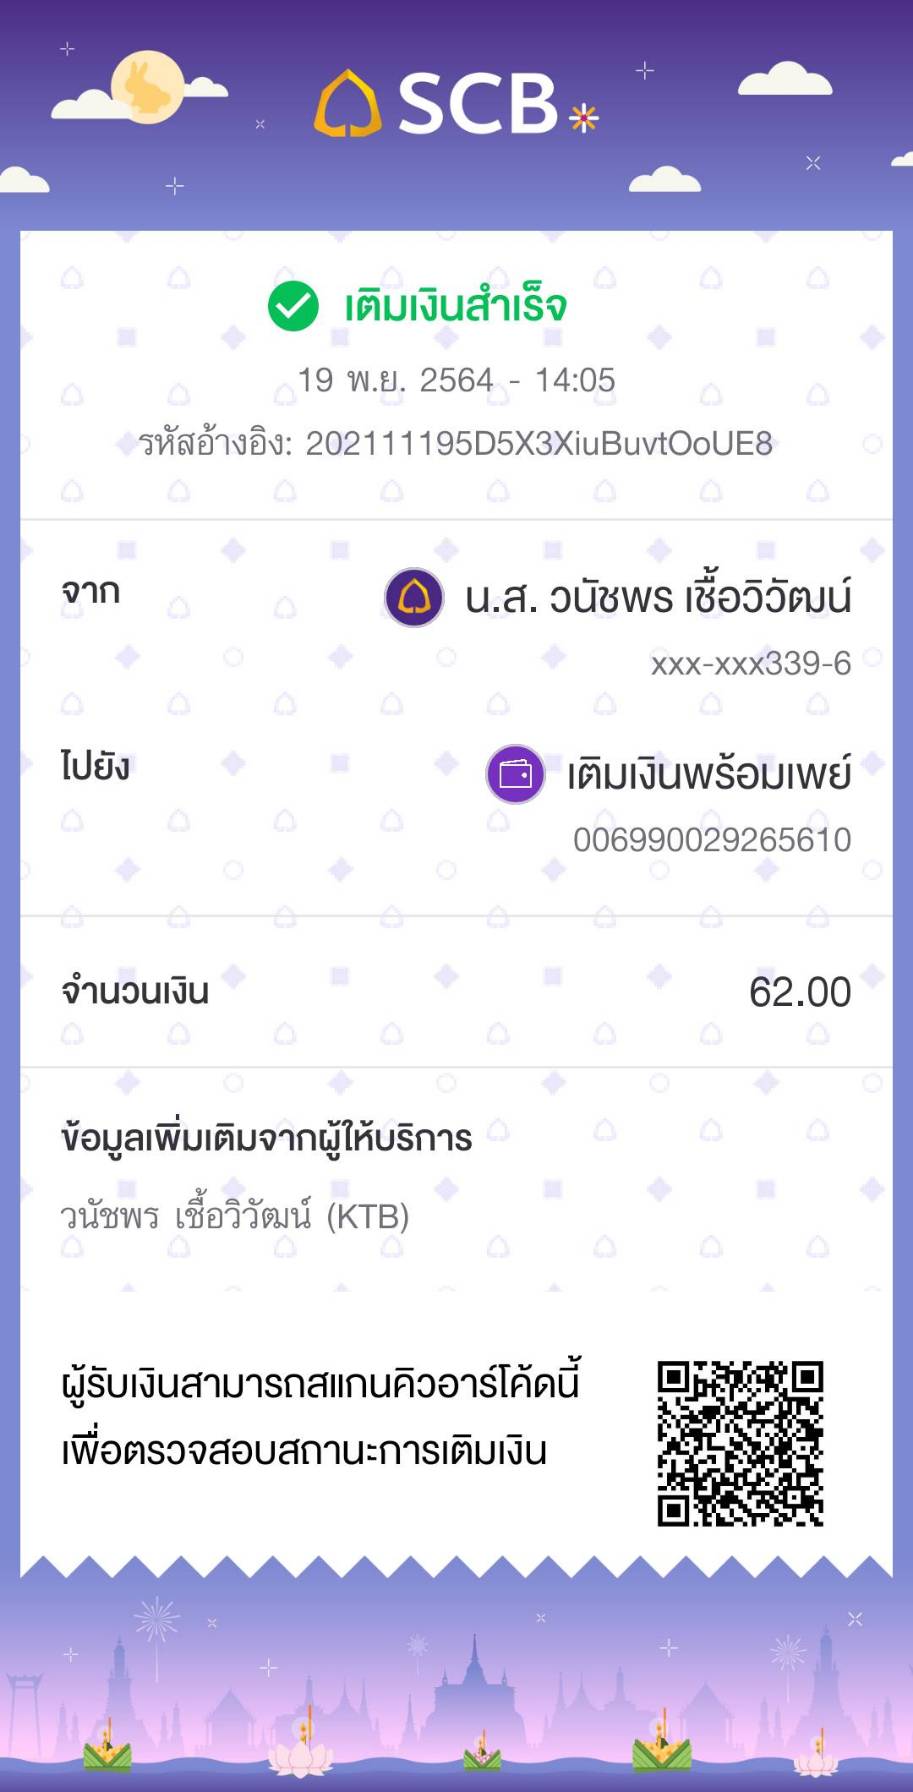 SCB
เติมเงินสำเร็จ
19 พ.ย. 2564 - 14:05
รหัสอ้างอิง: 202111195D5X3XiuBuvtOoUE8
จาก
น.ส. วนัชพร เชื้อวิวัฒน์
xxx-xxx339-6
ไปยัง
เติมเงินพร้อมเพย์
006990029265610
จำนวนเงิน 62.00
ข้อมูลเพิ่มเติมจากผู้ให้บริการ
วนัชพร เชื้อวิวัฒน์ (KTB)
ผู้รับเงินสามารถสแกนคิวอาร์โค้ดนี้
เพื่อตรวจสอบสถานะการเติมเงิน